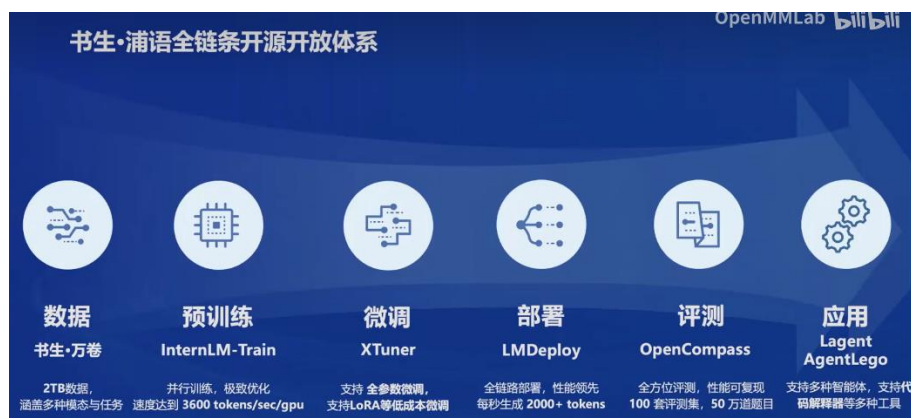 OpenMMLab bilibili
书生·浦语全链条开源开放体系
数据
书生·万卷
2TB数据，
涵盖多种模态与任务
预训练
InternLM-Train
并行训练，极致优化
速度达到 3600 tokens/sec/gpu
微调
XTuner
支持 全参数微调，
支持LoRA等低成本微调
部署
LMDeploy
全链路部署，性能领先
每秒生成 2000+ tokens
评测
OpenCompass
全方位评测，性能可复现
100 套评测集，50 万道题目
应用
Lagent
AgentLego
支持多种智能体，支持代
码解释器等多种工具